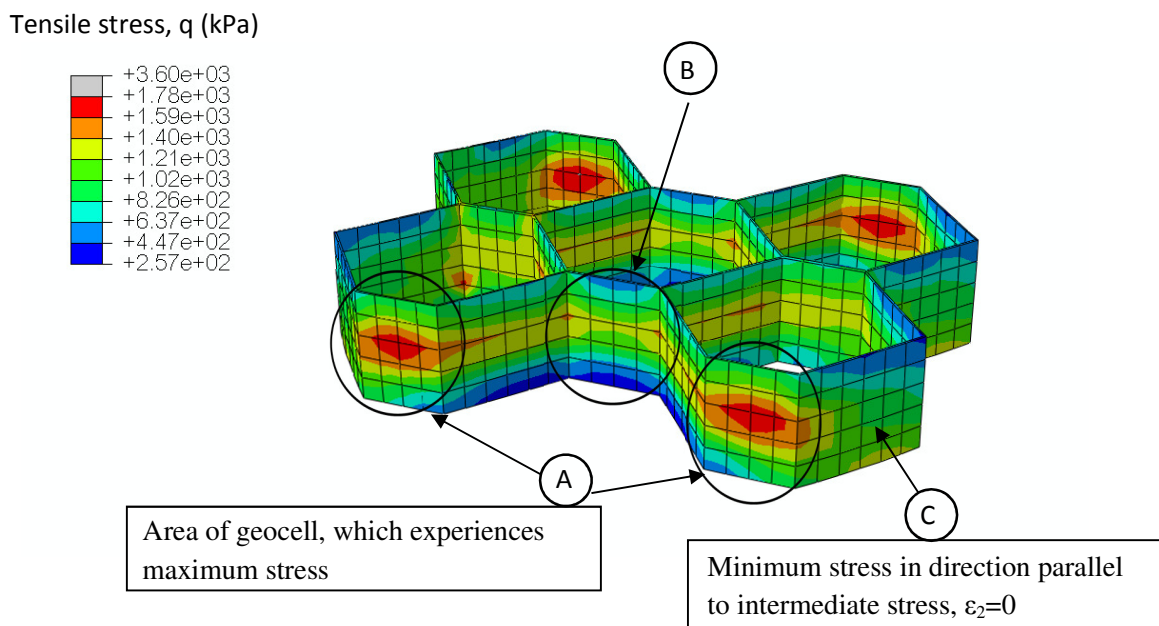 Tensile stress, q (kPa)
+3.60e+03
+1.78e+03
+1.59e+03
+1.40e+03
+1.21e+03
+1.02e+03
+8.26e+02
+6.37e+02
+4.47e+02
+2.57e+02
B
A
C
Area of geocell, which experiences
maximum stress
Minimum stress in direction parallel
to intermediate stress, ε₂=0